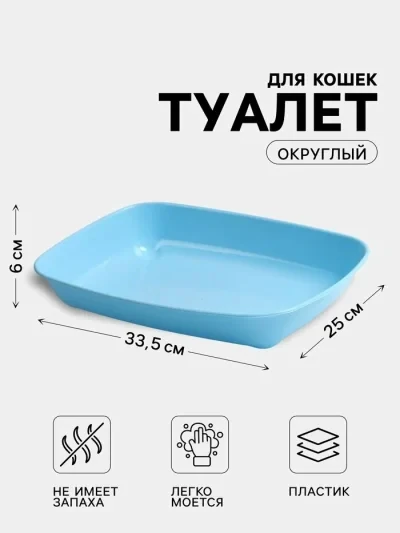 ДЛЯ КОШЕК
ТУАЛЕТ
ОКРУГЛЫЙ
6 см
33,5 см
25 см
НЕ ИМЕЕТ
ЗАПАХА
ЛЕГКО
МОЕТСЯ
ПЛАСТИК